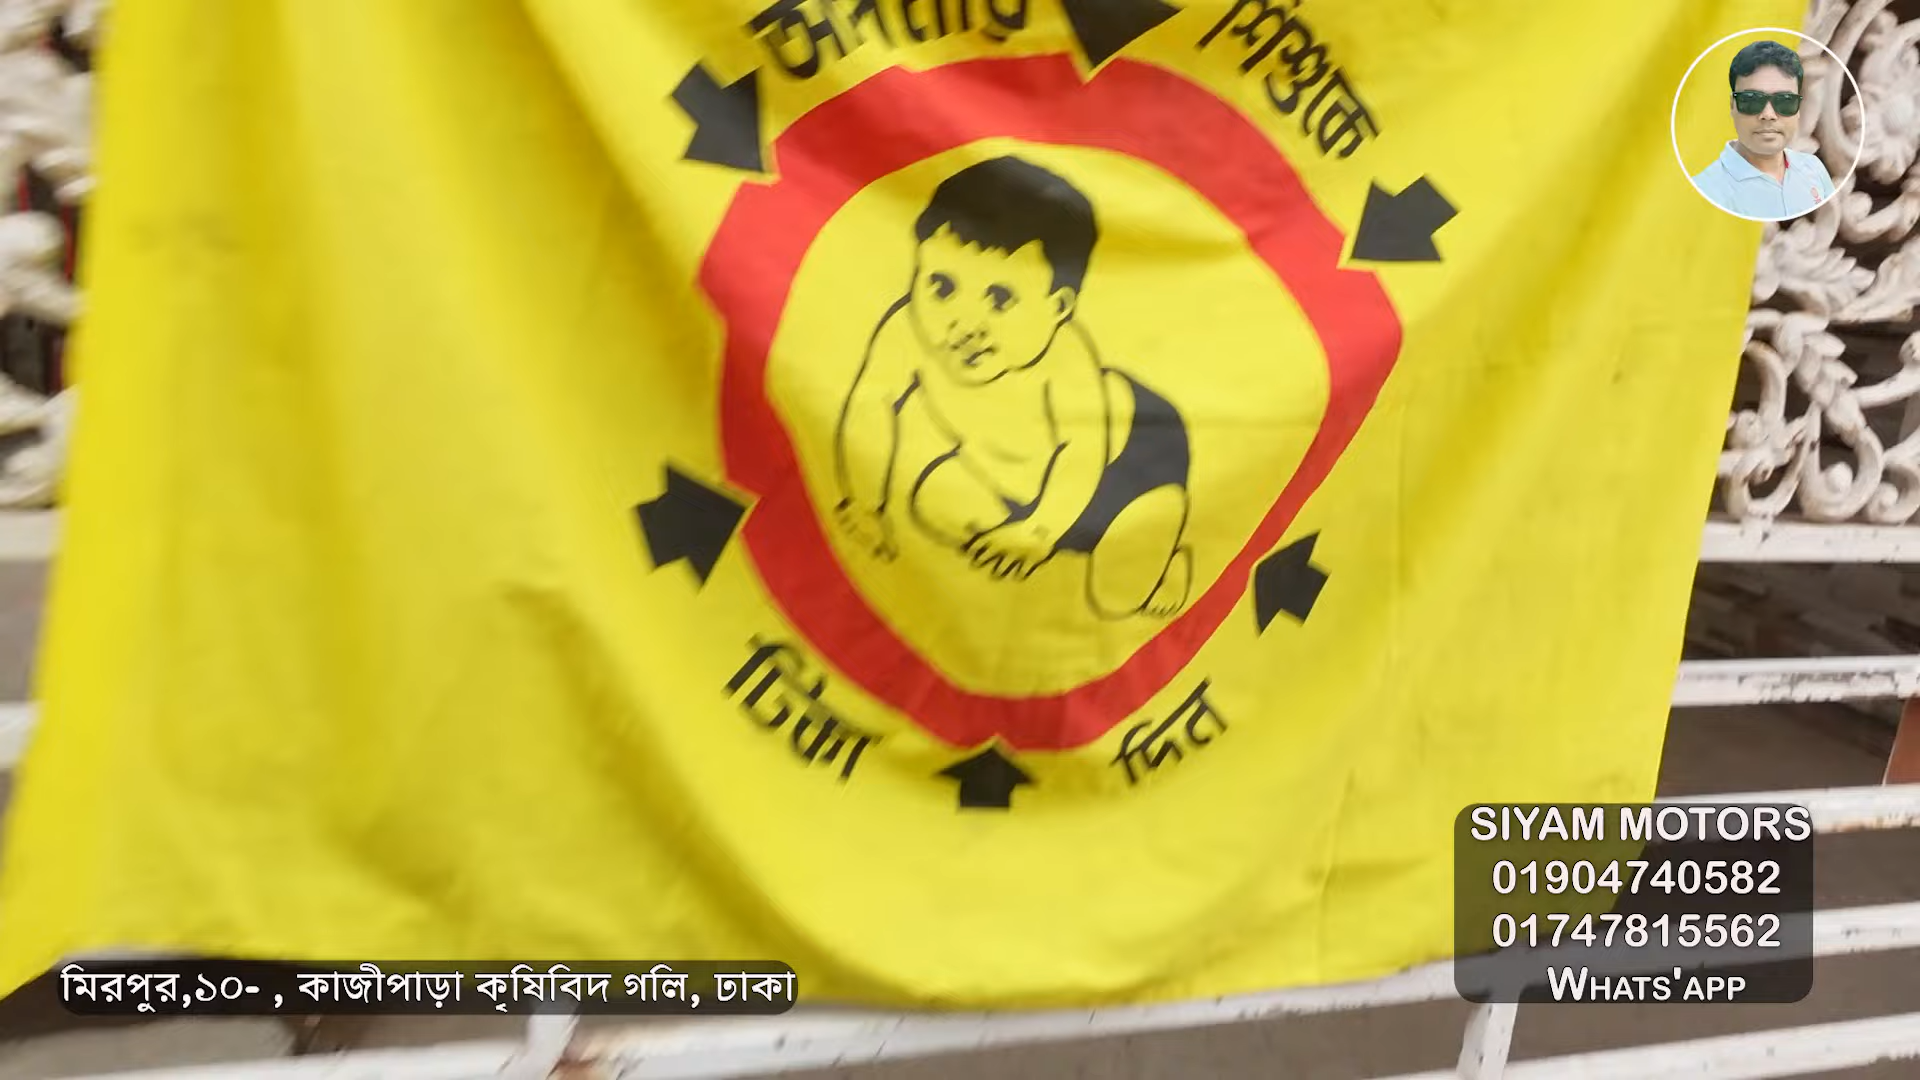 আপনার শিশুকে
টিকা দিন
SIYAM MOTORS
01904740582
01747815562
WHATS'APP
মিরপুর,১০- , কাজীপাড়া কৃষিবিদ গলি, ঢাকা